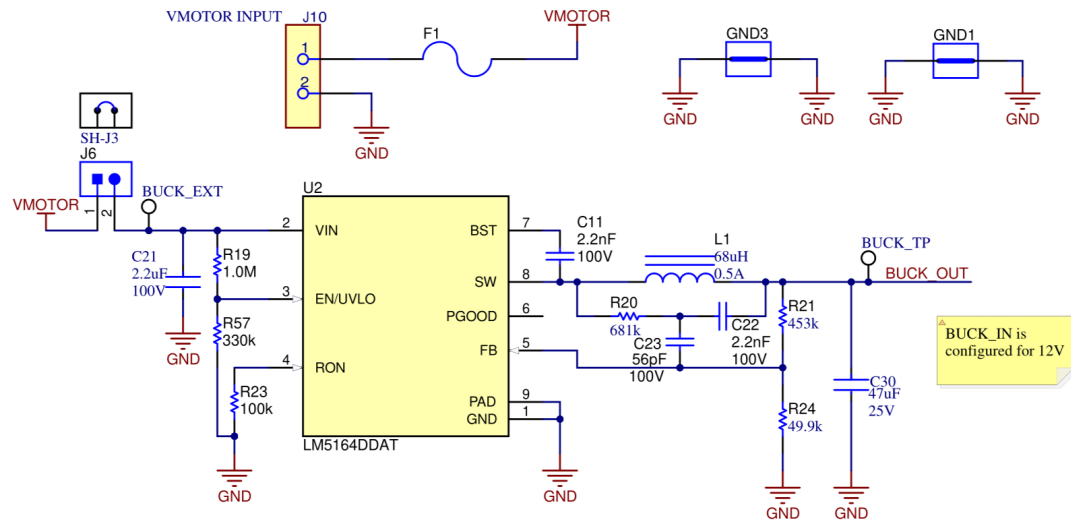 VMOTOR INPUT
J10
1
2
F1
VMOTOR
GND
GND3
GND
GND
GND1
GND
GND
SH-J3
J6
1
2
VMOTOR
BUCK_EXT
C21
2.2uF
100V
GND
R19
1.0M
R57
330k
R23
100k
GND
U2
2
VIN
3
EN/UVLO
4
RON
BST
7
SW
8
PGOOD
6
FB
5
PAD
9
GND
1
LM5164DDAT
GND
C11
2.2nF
100V
L1
68uH
0.5A
R20
681k
C23
56pF
100V
C22
2.2nF
100V
BUCK_TP
BUCK_OUT
R21
453k
R24
49.9k
GND
C30
47uF
25V
GND
BUCK_IN is
configured for 12V